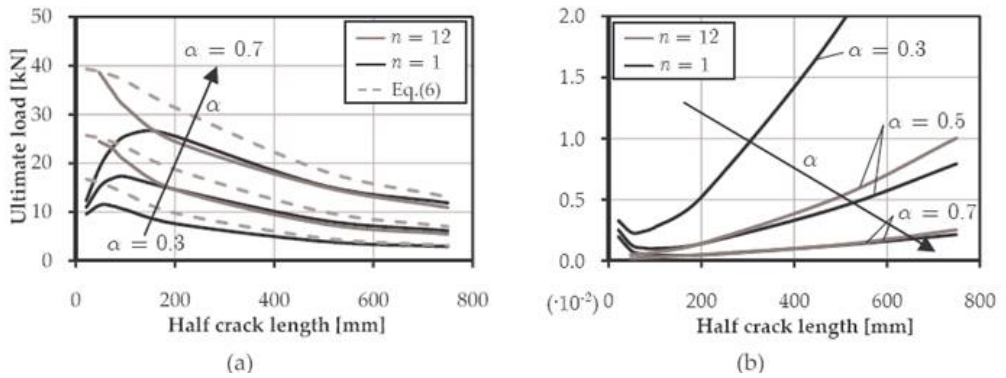 50
40
30
20
10
0
Ultimate load [kN]
α = 0.7
α
α = 0.3
n = 12
n = 1
Eq.(6)
0 200 400 600 800
Half crack length [mm]
(a)
2.0
1.5
1.0
0.5
0.0
(·10⁻²)
n = 12
n = 1
α = 0.3
α = 0.5
α
α = 0.7
0 200 400 600 800
Half crack length [mm]
(b)